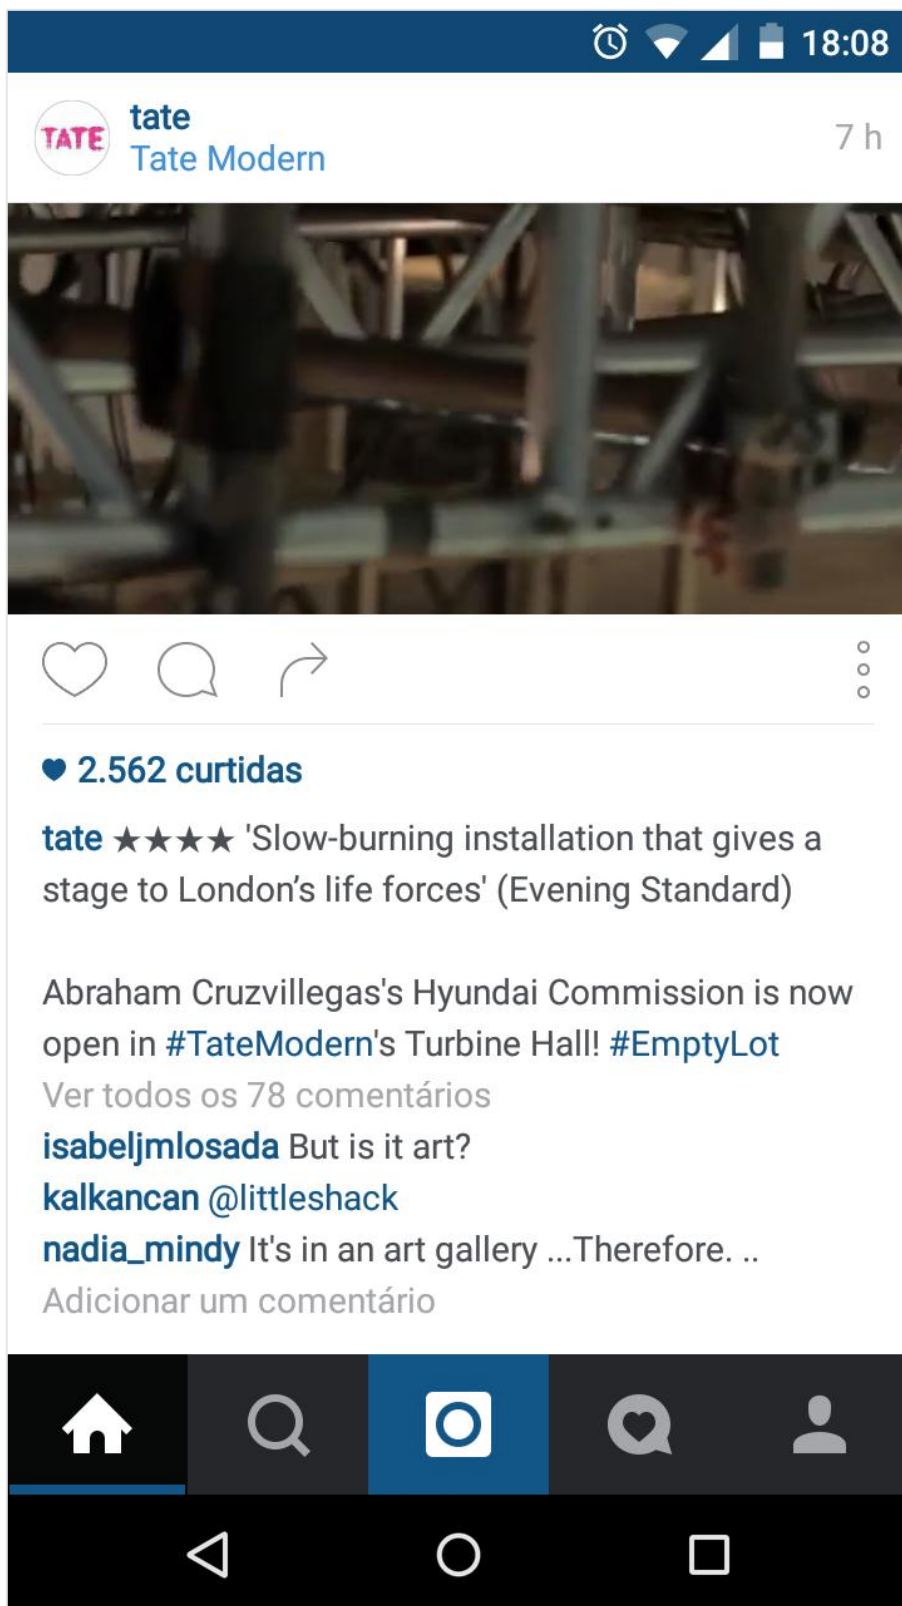 18:08
TATE
tate
Tate Modern
7 h
2.562 curtidas
tate ★★★★ 'Slow-burning installation that gives a
stage to London’s life forces' (Evening Standard)
Abraham Cruzvillegas's Hyundai Commission is now
open in #TateModern's Turbine Hall! #EmptyLot
Ver todos os 78 comentários
isabeljmlosada But is it art?
kalkancan @littleshack
nadia_mindy It's in an art gallery ...Therefore. ..
Adicionar um comentário